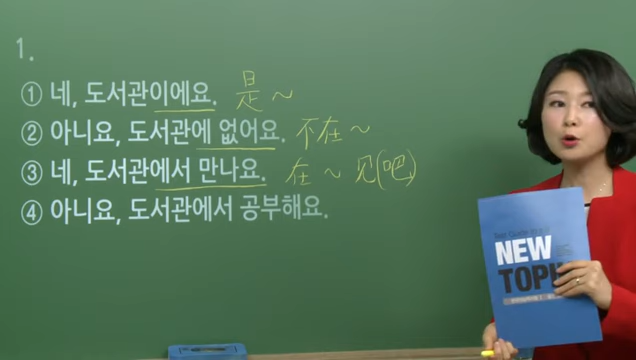 1.
① 네, 도서관이에요. 是~
② 아니요, 도서관에 없어요. 不在~
③ 네, 도서관에서 만나요. 在~见(吧)
④ 아니요, 도서관에서 공부해요.
NEW
TOPIK